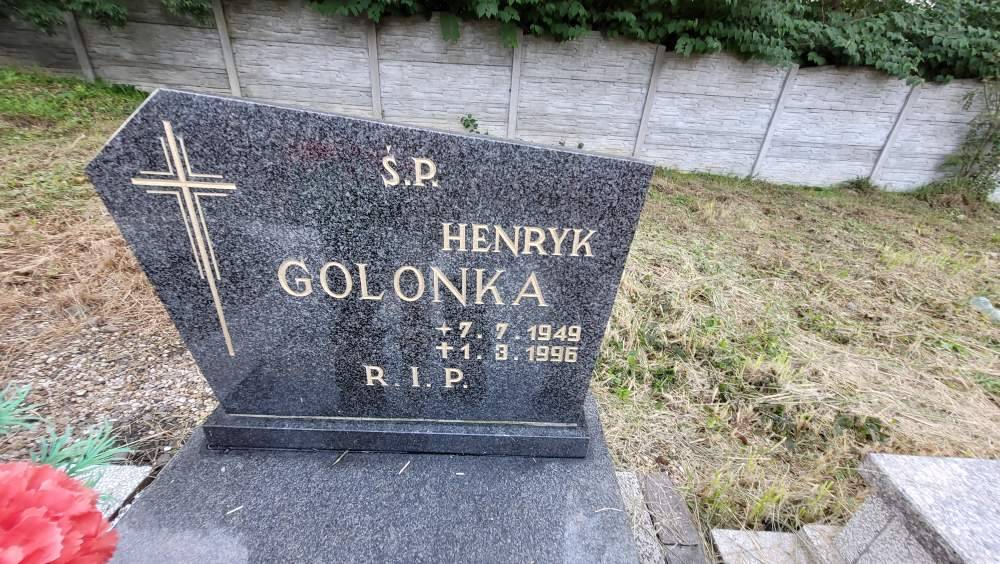 Ś.P.
HENRYK
GOLONKA
+ 7. 7. 1949
+ 1. 3. 1996
R. I. P.